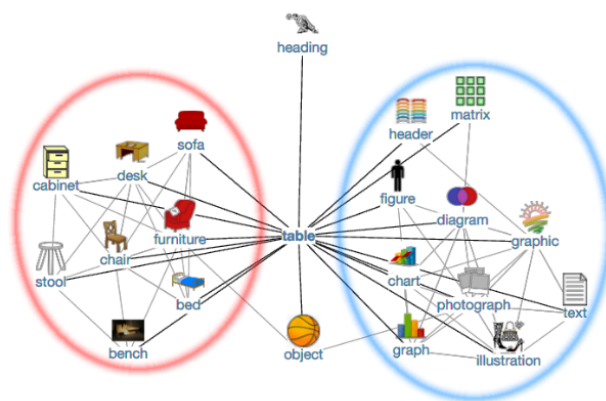 heading
matrix
header
sofa
desk
cabinet
figure
diagram
furniture
table
graphic
chair
stool
chart
photograph
bed
text
bench
object
graph
illustration